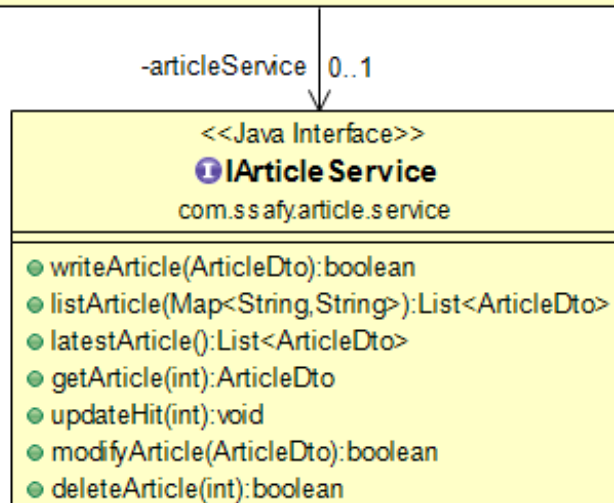 -articleService 0..1
<<Java Interface>>
I IArticleService
com.ssafy.article.service
writeArticle(ArticleDto):boolean
listArticle(Map<String,String>):List<ArticleDto>
latestArticle():List<ArticleDto>
getArticle(int):ArticleDto
updateHit(int):void
modifyArticle(ArticleDto):boolean
deleteArticle(int):boolean